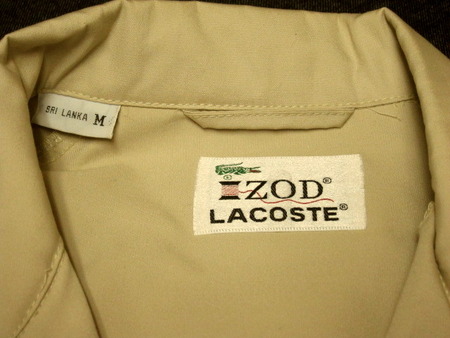 SRI LANKA M
®
IZOD®
LACOSTE®